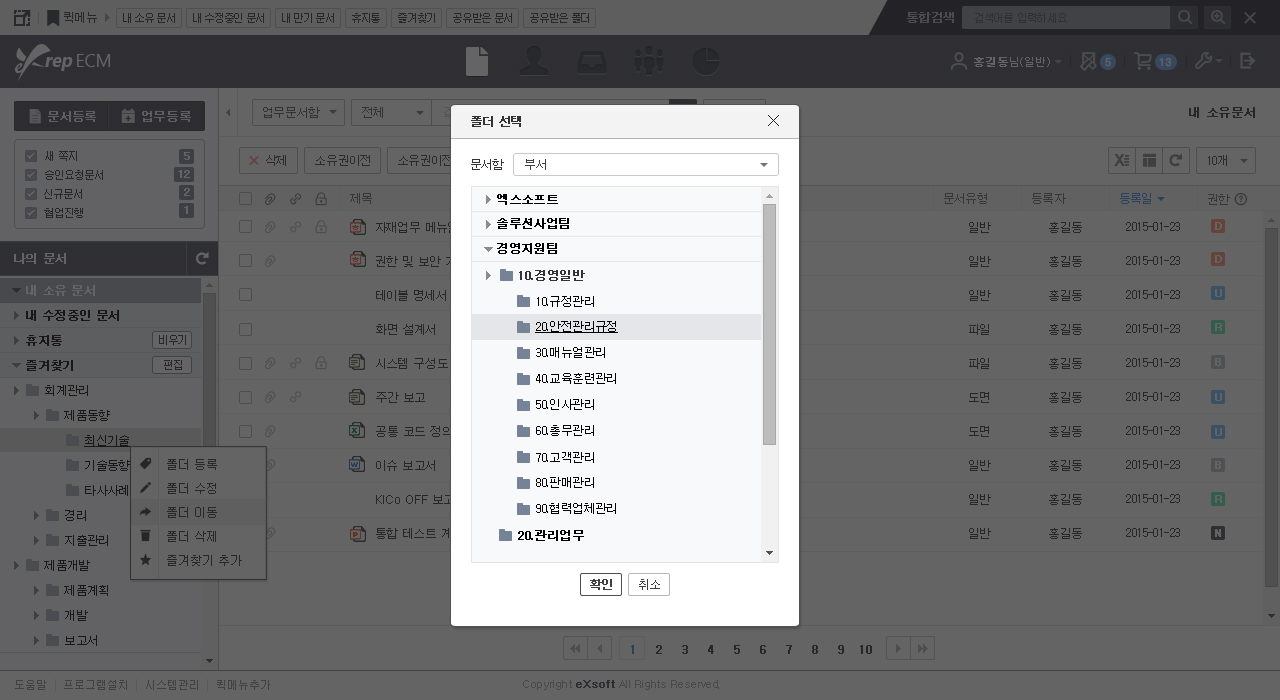 퀵메뉴 내 소유 문서 내 수정중인 문서 내 만기 문서 휴지통 즐겨찾기 공유받은 문서 공유받은 폴더 통합검색 검색어를 입력하세요
eXrep ECM 홍길동님(일반) 5 13
문서등록 업무등록 업무문서함 전체 내 소유문서
새 쪽지 5
승인요청문서 12
신규문서 2
협업진행 1
삭제 소유권이전 소유권이전 10개
나의 문서
제목 문서유형 등록자 등록일 권한
내 소유 문서
내 수정중인 문서
휴지통 비우기
즐겨찾기 편집
회계관리
제품동향
최신기술
기술동향
타사사례
경리
지출관리
제품개발
제품계획
개발
보고서
폴더 등록
폴더 수정
폴더 이동
폴더 삭제
즐겨찾기 추가
자재업무 메뉴얼 일반 홍길동 2015-01-23 D
권한 및 보안 일반 홍길동 2015-01-23 D
테이블 명세서 일반 홍길동 2015-01-23 U
화면 설계서 파일 홍길동 2015-01-23 R
시스템 구성도 파일 홍길동 2015-01-23 B
주간 보고 도면 홍길동 2015-01-23 U
공통 코드 정의 도면 홍길동 2015-01-23 U
이슈 보고서 일반 홍길동 2015-01-23 B
KICo OFF 보고 일반 홍길동 2015-01-23 R
통합 테스트 계 일반 홍길동 2015-01-23 N
폴더 선택
문서함 부서
엑스소프트
솔루션사업팀
경영지원팀
10.경영일반
10.규정관리
20.안전관리규정
30.매뉴얼관리
40.교육훈련관리
50.인사관리
60.총무관리
70.고객관리
80.판매관리
90.협력업체관리
20.관리업무
확인 취소
1 2 3 4 5 6 7 8 9 10
도움말 프로그램설치 시스템관리 퀵메뉴추가 Copyright eXsoft All Rights Reserved.